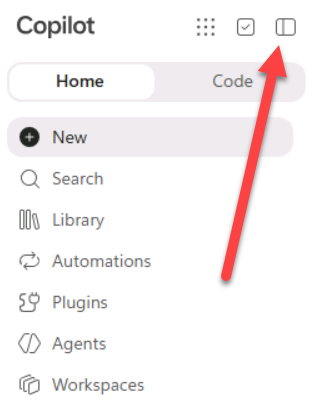 Copilot
Home Code
New
Search
Library
Automations
Plugins
Agents
Workspaces